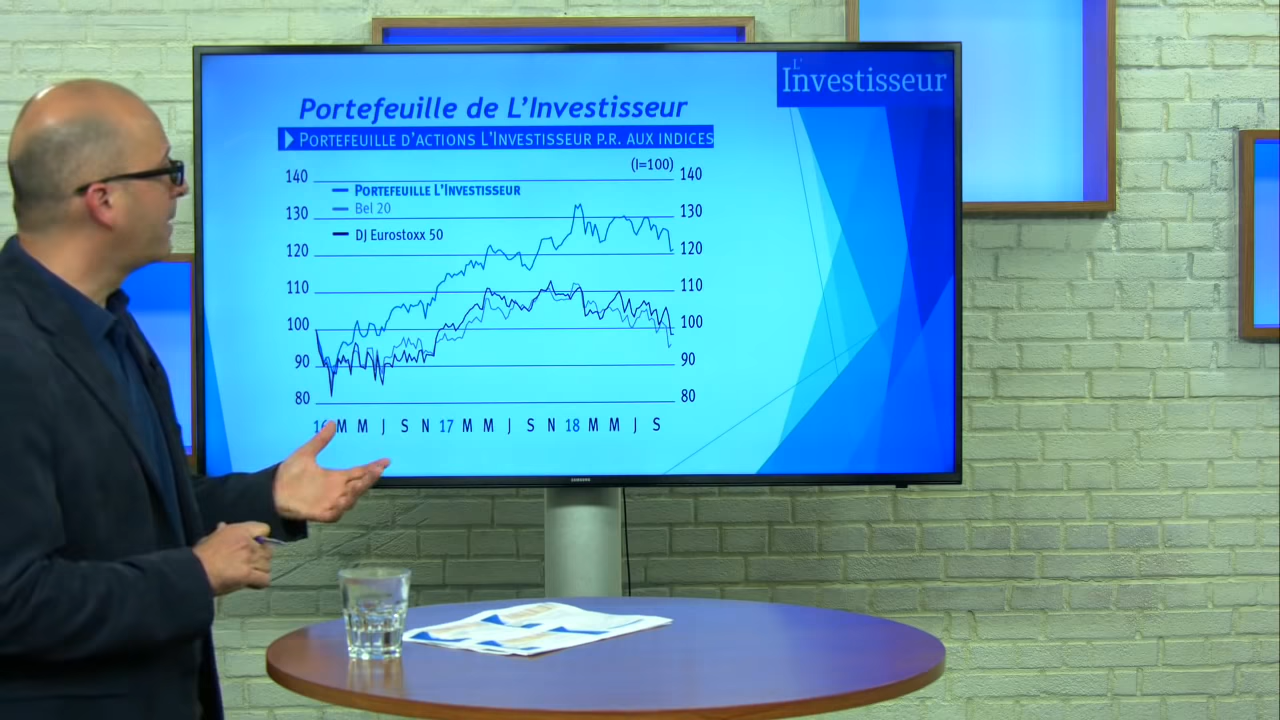 L'Investisseur
Portefeuille de L'Investisseur
PORTEFEUILLE D'ACTIONS L'INVESTISSEUR P.R. AUX INDICES
(I=100)
140 140
PORTEFEUILLE L'INVESTISSEUR
Bel 20
130 130
DJ Eurostoxx 50
120 120
110 110
100 100
90 90
80 80
16 M M J S N 17 M M J S N 18 M M J S
SAMSUNG